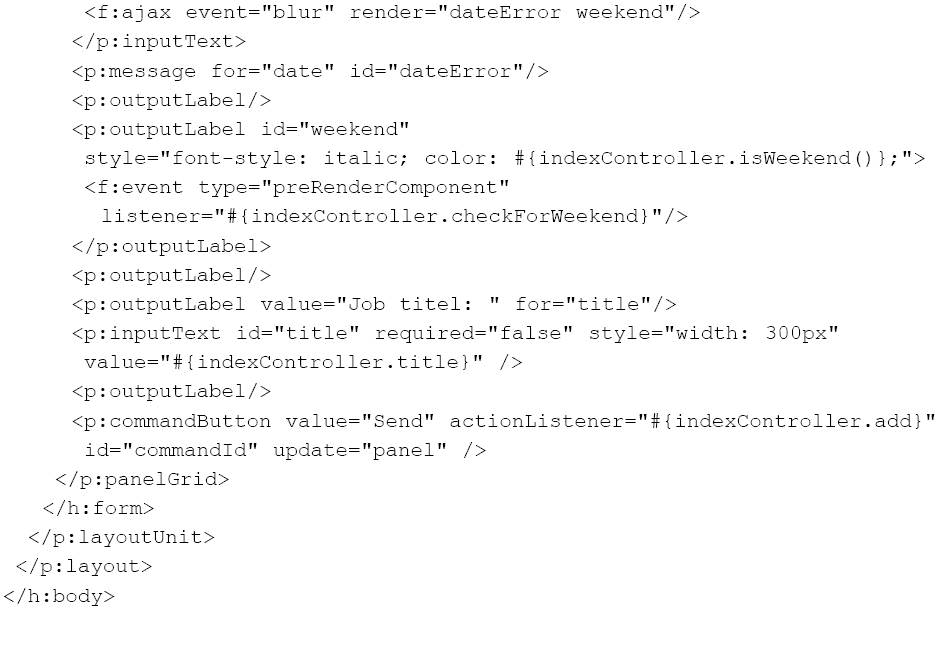 <f:ajax event="blur" render="dateError weekend"/>
</p:inputText>
<p:message for="date" id="dateError"/>
<p:outputLabel/>
<p:outputLabel id="weekend"
style="font-style: italic; color: #{indexController.isWeekend()};">
<f:event type="preRenderComponent"
listener="#{indexController.checkForWeekend}"/>
</p:outputLabel>
<p:outputLabel/>
<p:outputLabel value="Job titel: " for="title"/>
<p:inputText id="title" required="false" style="width: 300px"
value="#{indexController.title}" />
<p:outputLabel/>
<p:commandButton value="Send" actionListener="#{indexController.add}"
id="commandId" update="panel" />
</p:panelGrid>
</h:form>
</p:layoutUnit>
</p:layout>
</h:body>